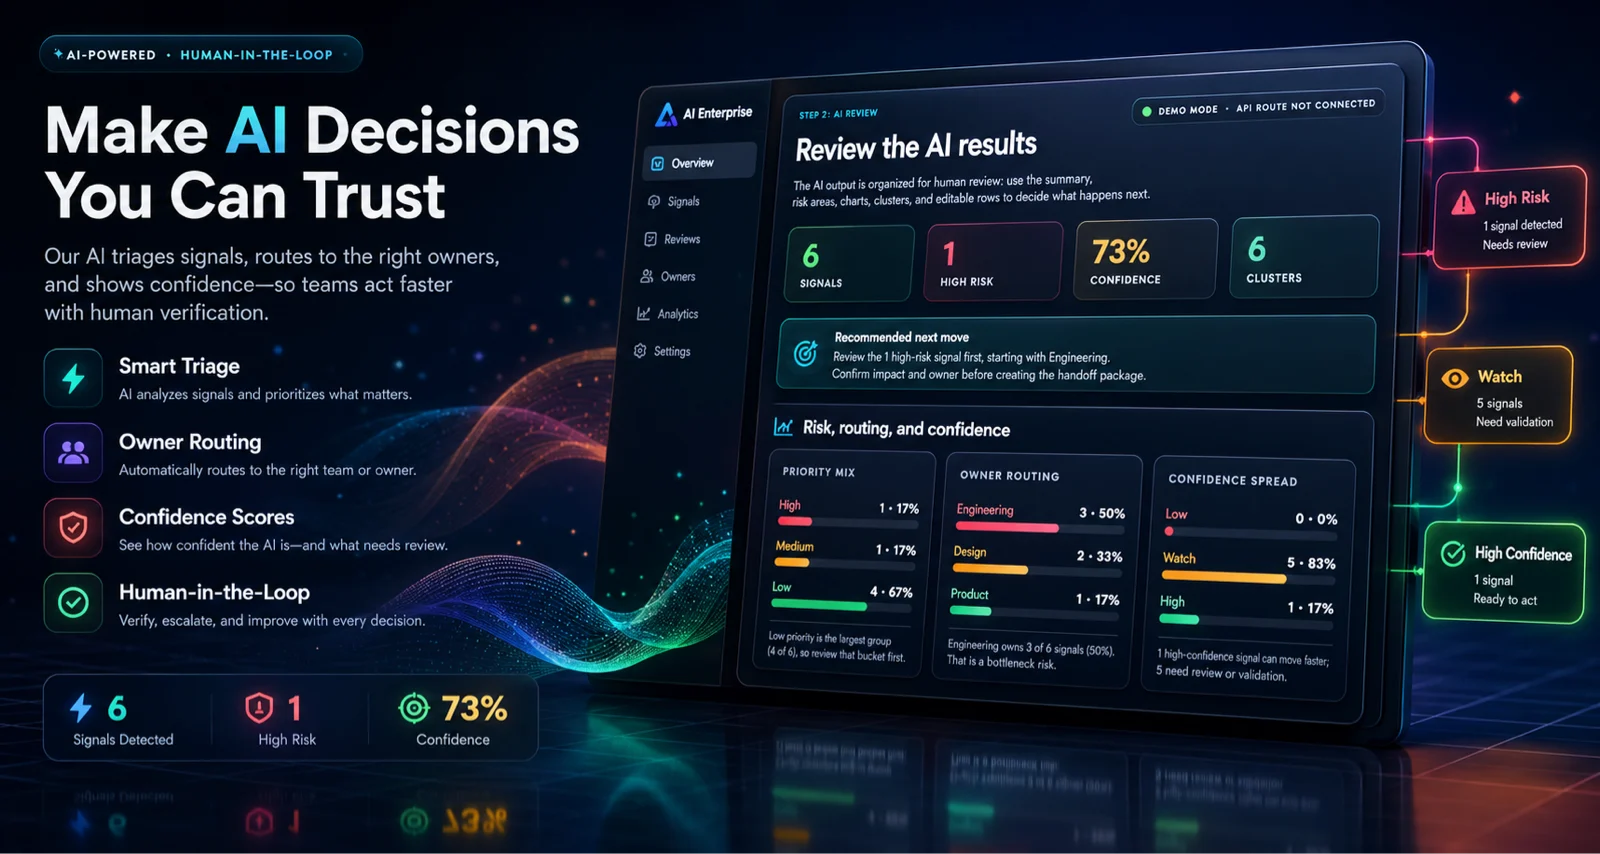 AI-POWERED · HUMAN-IN-THE-LOOP
Make AI Decisions
You Can Trust
Our AI triages signals, routes to the right owners,
and shows confidence—so teams act faster
with human verification.
Smart Triage
AI analyzes signals and prioritizes what matters.
Owner Routing
Automatically routes to the right team or owner.
Confidence Scores
See how confident the AI is—and what needs review.
Human-in-the-Loop
Verify, escalate, and improve with every decision.
6
Signals Detected
1
High Risk
73%
Confidence
AI Enterprise
Overview
Signals
Reviews
Owners
Analytics
Settings
STEP 2: AI REVIEW
DEMO MODE · API ROUTE NOT CONNECTED
Review the AI results
The AI output is organized for human review: use the summary,
risk areas, charts, clusters, and editable rows to decide what happens next.
6
SIGNALS
1
HIGH RISK
73%
CONFIDENCE
6
CLUSTERS
Recommended next move
Review the 1 high-risk signal first, starting with Engineering.
Confirm impact and owner before creating the handoff package.
Risk, routing, and confidence
PRIORITY MIX
High 1 · 17%
Medium 1 · 17%
Low 4 · 67%
Low priority is the largest group
(4 of 6), so review that bucket first.
OWNER ROUTING
Engineering 3 · 50%
Design 2 · 33%
Product 1 · 17%
Engineering owns 3 of 6 signals (50%).
That is a bottleneck risk.
CONFIDENCE SPREAD
Low 0 · 0%
Watch 5 · 83%
High 1 · 17%
1 high-confidence signal can move faster;
5 need review or validation.
High Risk
1 signal detected
Needs review
Watch
5 signals
Need validation
High Confidence
1 signal
Ready to act